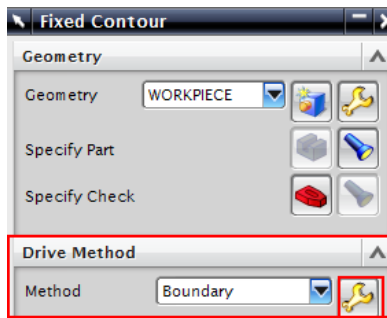 Fixed Contour
Geometry
Geometry WORKPIECE
Specify Part
Specify Check
Drive Method
Method Boundary